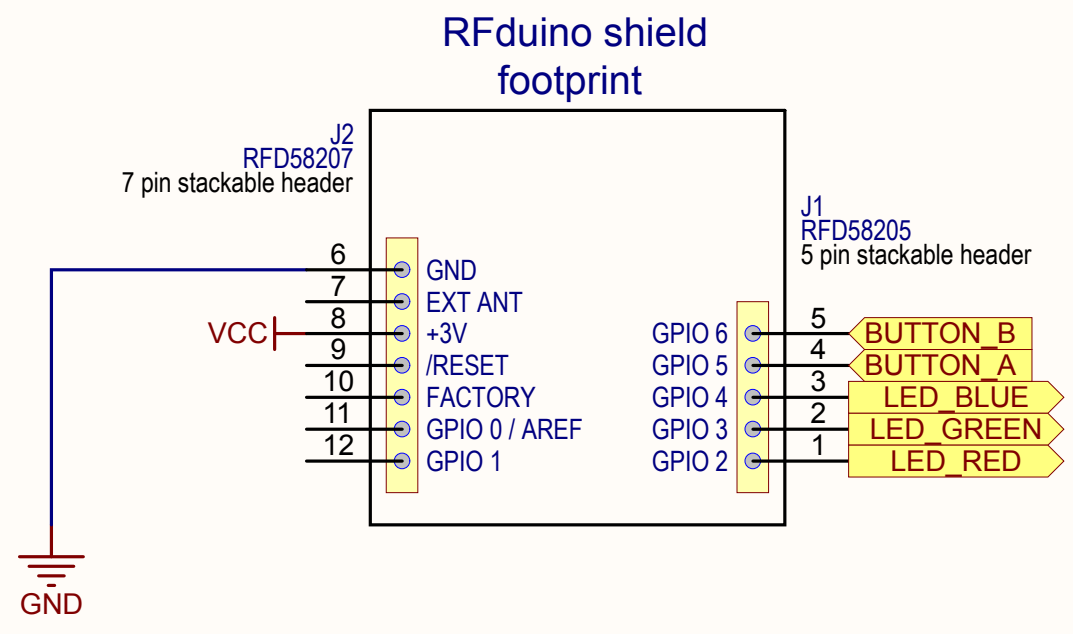 RFduino shield
footprint
J2
RFD58207
7 pin stackable header
J1
RFD58205
5 pin stackable header
6 GND
7 EXT ANT
VCC 8 +3V
9 /RESET
10 FACTORY
11 GPIO 0 / AREF
12 GPIO 1
GPIO 6 5 BUTTON_B
GPIO 5 4 BUTTON_A
GPIO 4 3 LED_BLUE
GPIO 3 2 LED_GREEN
GPIO 2 1 LED_RED
GND